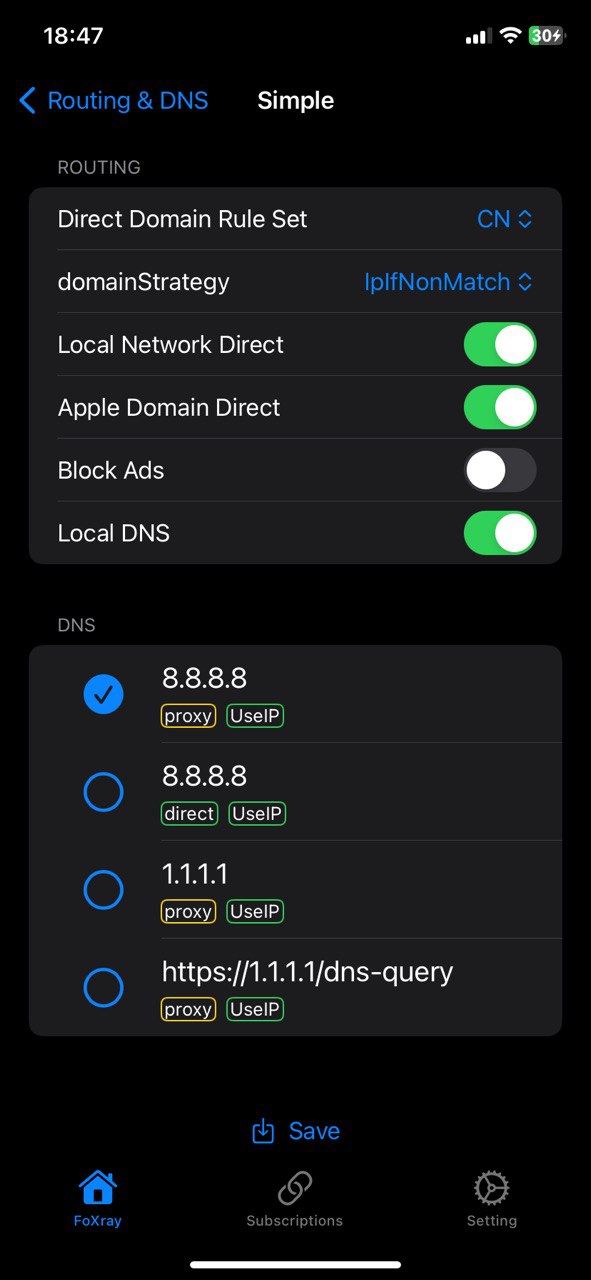 18:47
30
Routing & DNS
Simple
ROUTING
Direct Domain Rule Set
CN
domainStrategy
IpIfNonMatch
Local Network Direct
Apple Domain Direct
Block Ads
Local DNS
DNS
8.8.8.8
proxy UseIP
8.8.8.8
direct UseIP
1.1.1.1
proxy UseIP
https://1.1.1.1/dns-query
proxy UseIP
Save
FoXray
Subscriptions
Setting